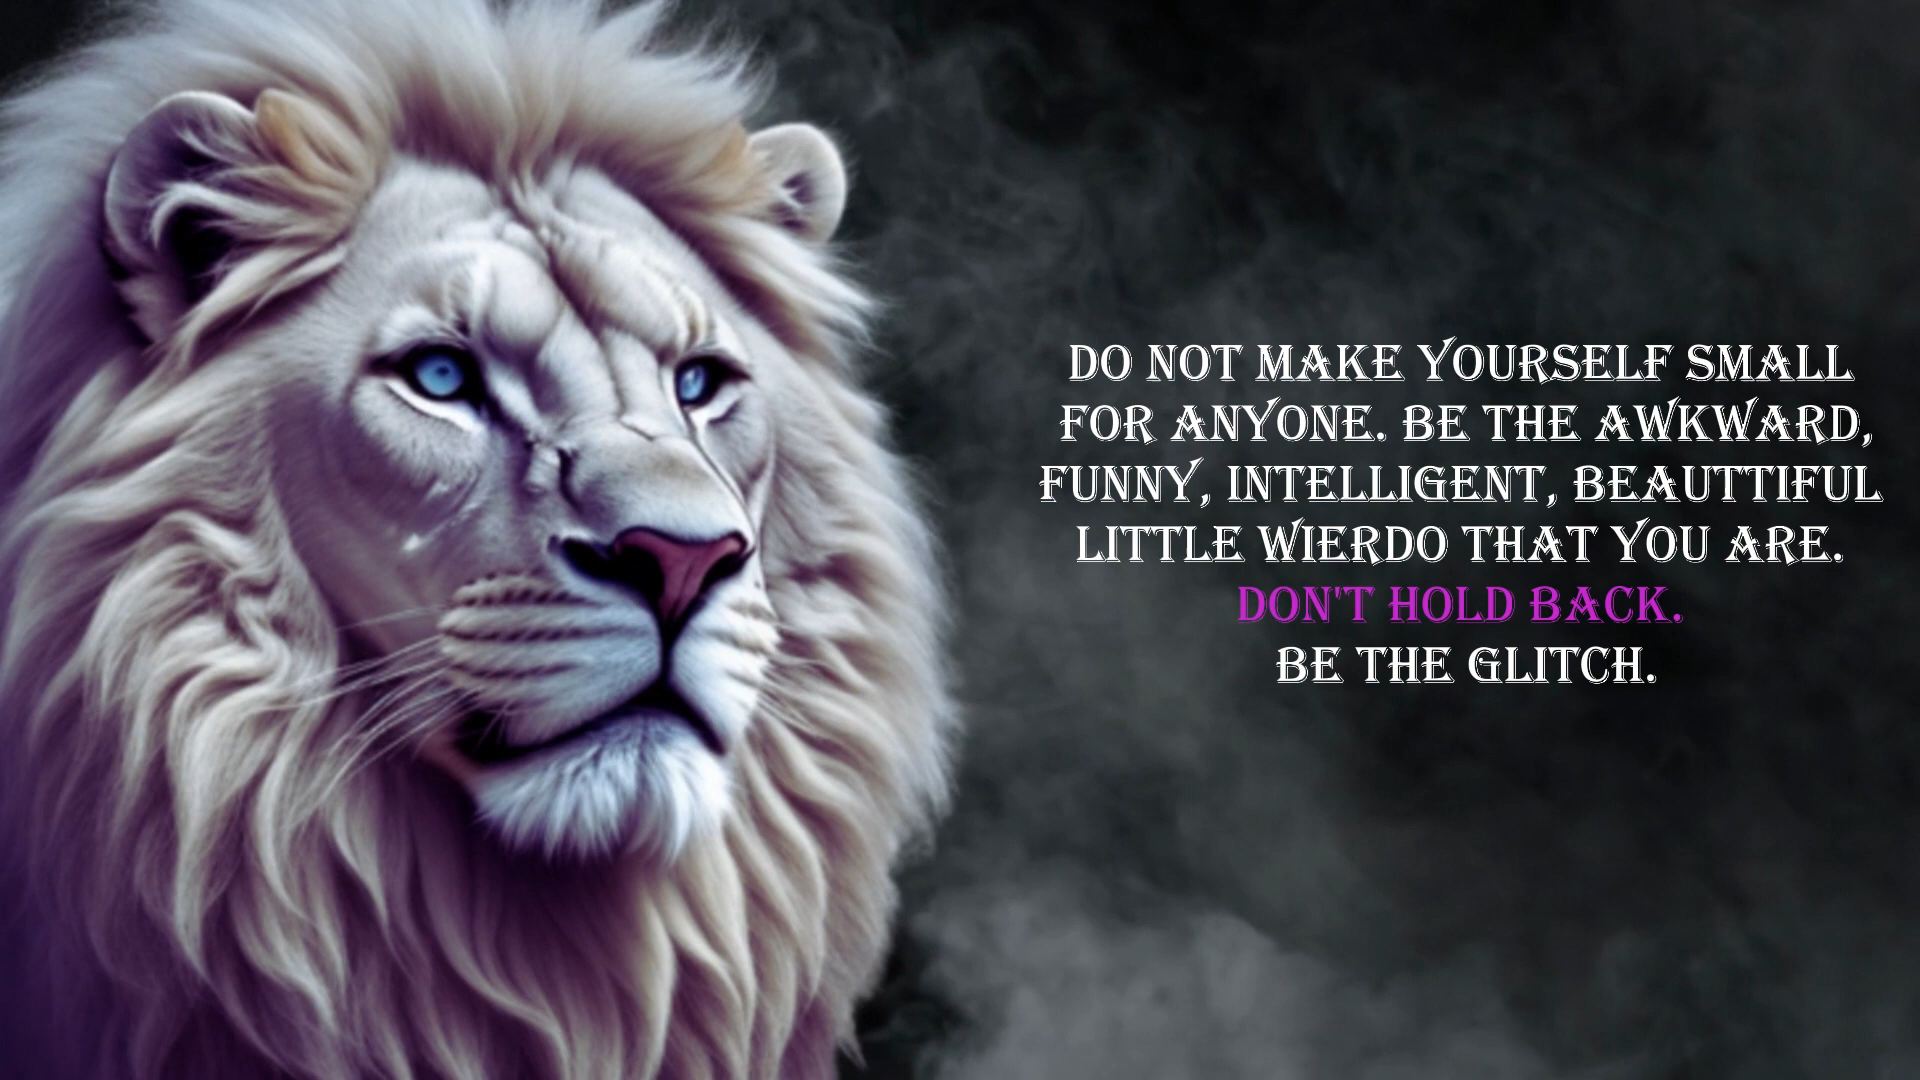 DO NOT MAKE YOURSELF SMALL
FOR ANYONE. BE THE AWKWARD,
FUNNY, INTELLIGENT, BEAUTTIFUL
LITTLE WIERDO THAT YOU ARE.
DON'T HOLD BACK.
BE THE GLITCH.